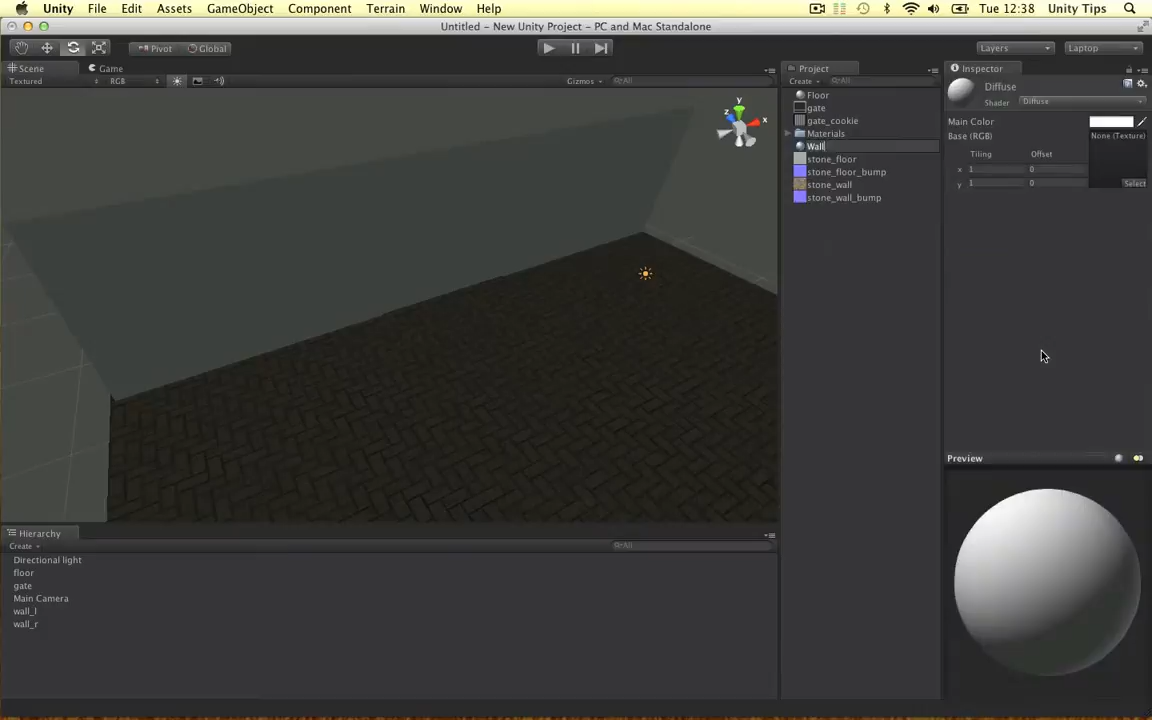 Unity File Edit Assets GameObject Component Terrain Window Help Tue 12:38 Unity Tips
Untitled - New Unity Project - PC and Mac Standalone
Pivot Global Layers Laptop
Scene Game Project Inspector
Textured RGB Gizmos All Create All
Diffuse
Shader Diffuse
Floor
gate
gate_cookie
Materials
Wall
stone_floor
stone_floor_bump
stone_wall
stone_wall_bump
Main Color
Base (RGB) None (Texture)
Tiling Offset
x 1 0
y 1 0 Select
y
z x
Preview
Hierarchy
Create All
Directional light
floor
gate
Main Camera
wall_l
wall_r